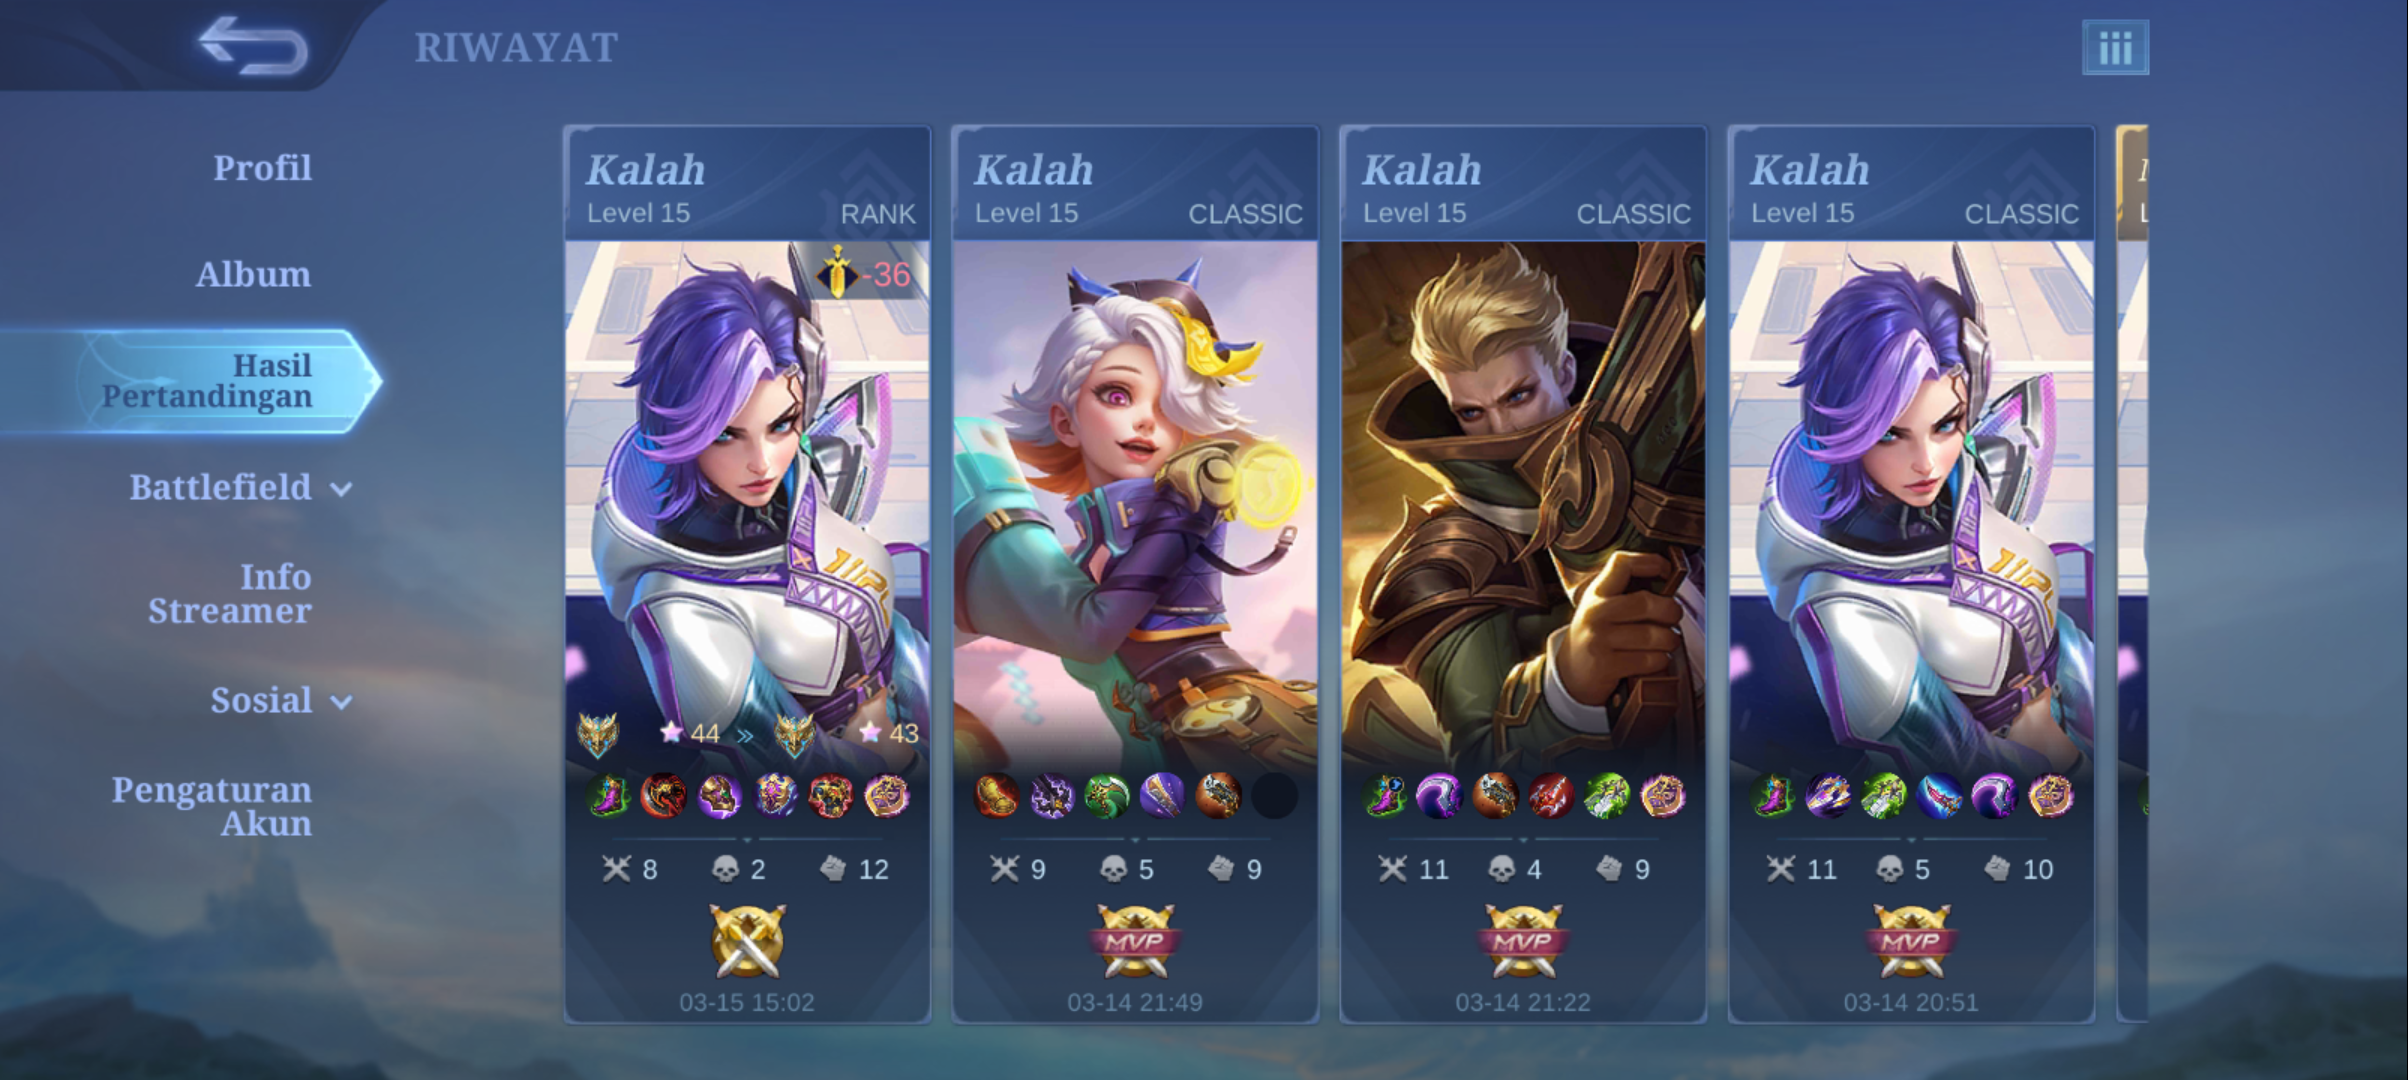 RIWAYAT
Profil
Album
Hasil
Pertandingan
Battlefield
Info
Streamer
Sosial
Pengaturan
Akun
Kalah
Level 15 RANK
-36
44 » 43
8 2 12
03-15 15:02
Kalah
Level 15 CLASSIC
9 5 9
MVP
03-14 21:49
Kalah
Level 15 CLASSIC
11 4 9
MVP
03-14 21:22
Kalah
Level 15 CLASSIC
11 5 10
MVP
03-14 20:51